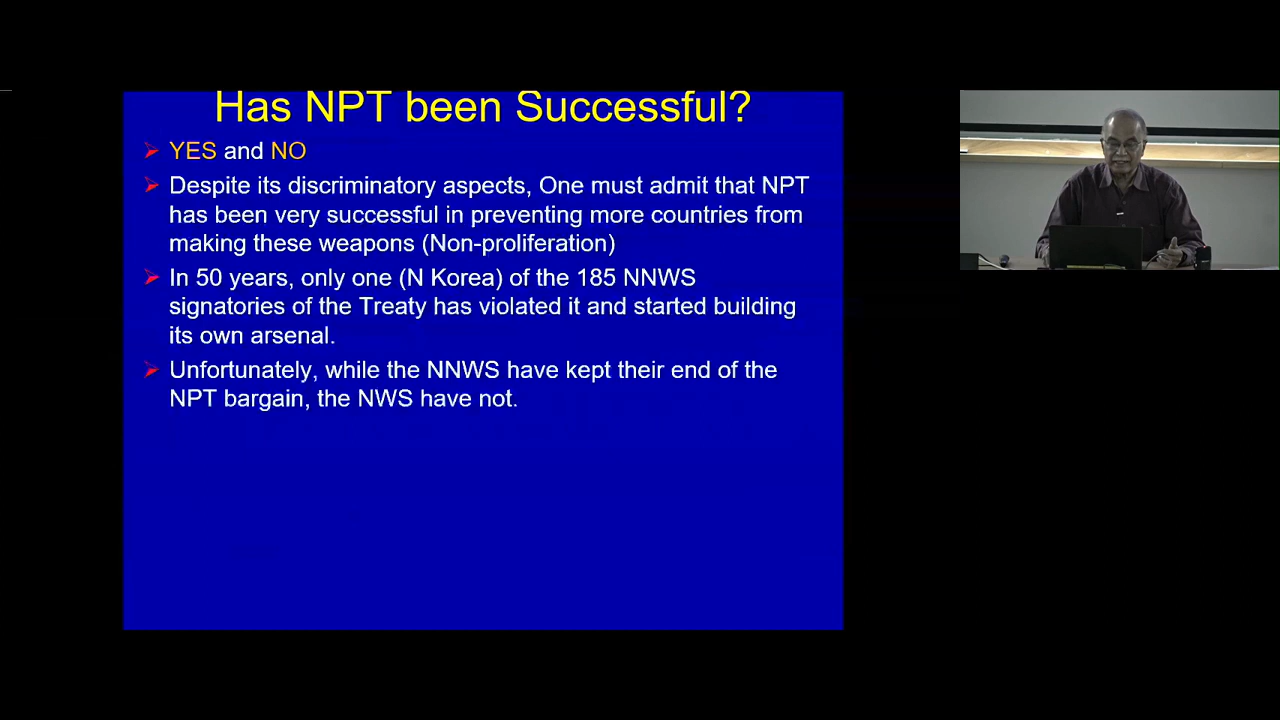 Has NPT been Successful?
YES and NO
Despite its discriminatory aspects, One must admit that NPT
has been very successful in preventing more countries from
making these weapons (Non-proliferation)
In 50 years, only one (N Korea) of the 185 NNWS
signatories of the Treaty has violated it and started building
its own arsenal.
Unfortunately, while the NNWS have kept their end of the
NPT bargain, the NWS have not.